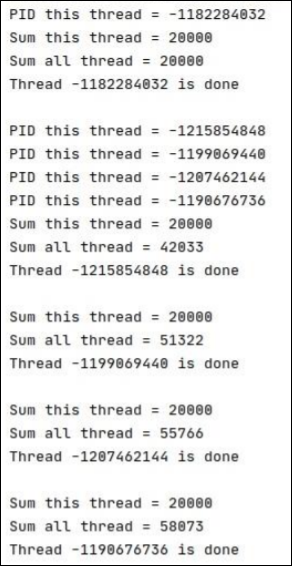 PID this thread = -1182284032
Sum this thread = 20000
Sum all thread = 20000
Thread -1182284032 is done
PID this thread = -1215854848
PID this thread = -1199069440
PID this thread = -1207462144
PID this thread = -1190676736
Sum this thread = 20000
Sum all thread = 42033
Thread -1215854848 is done
Sum this thread = 20000
Sum all thread = 51322
Thread -1199069440 is done
Sum this thread = 20000
Sum all thread = 55766
Thread -1207462144 is done
Sum this thread = 20000
Sum all thread = 58073
Thread -1190676736 is done